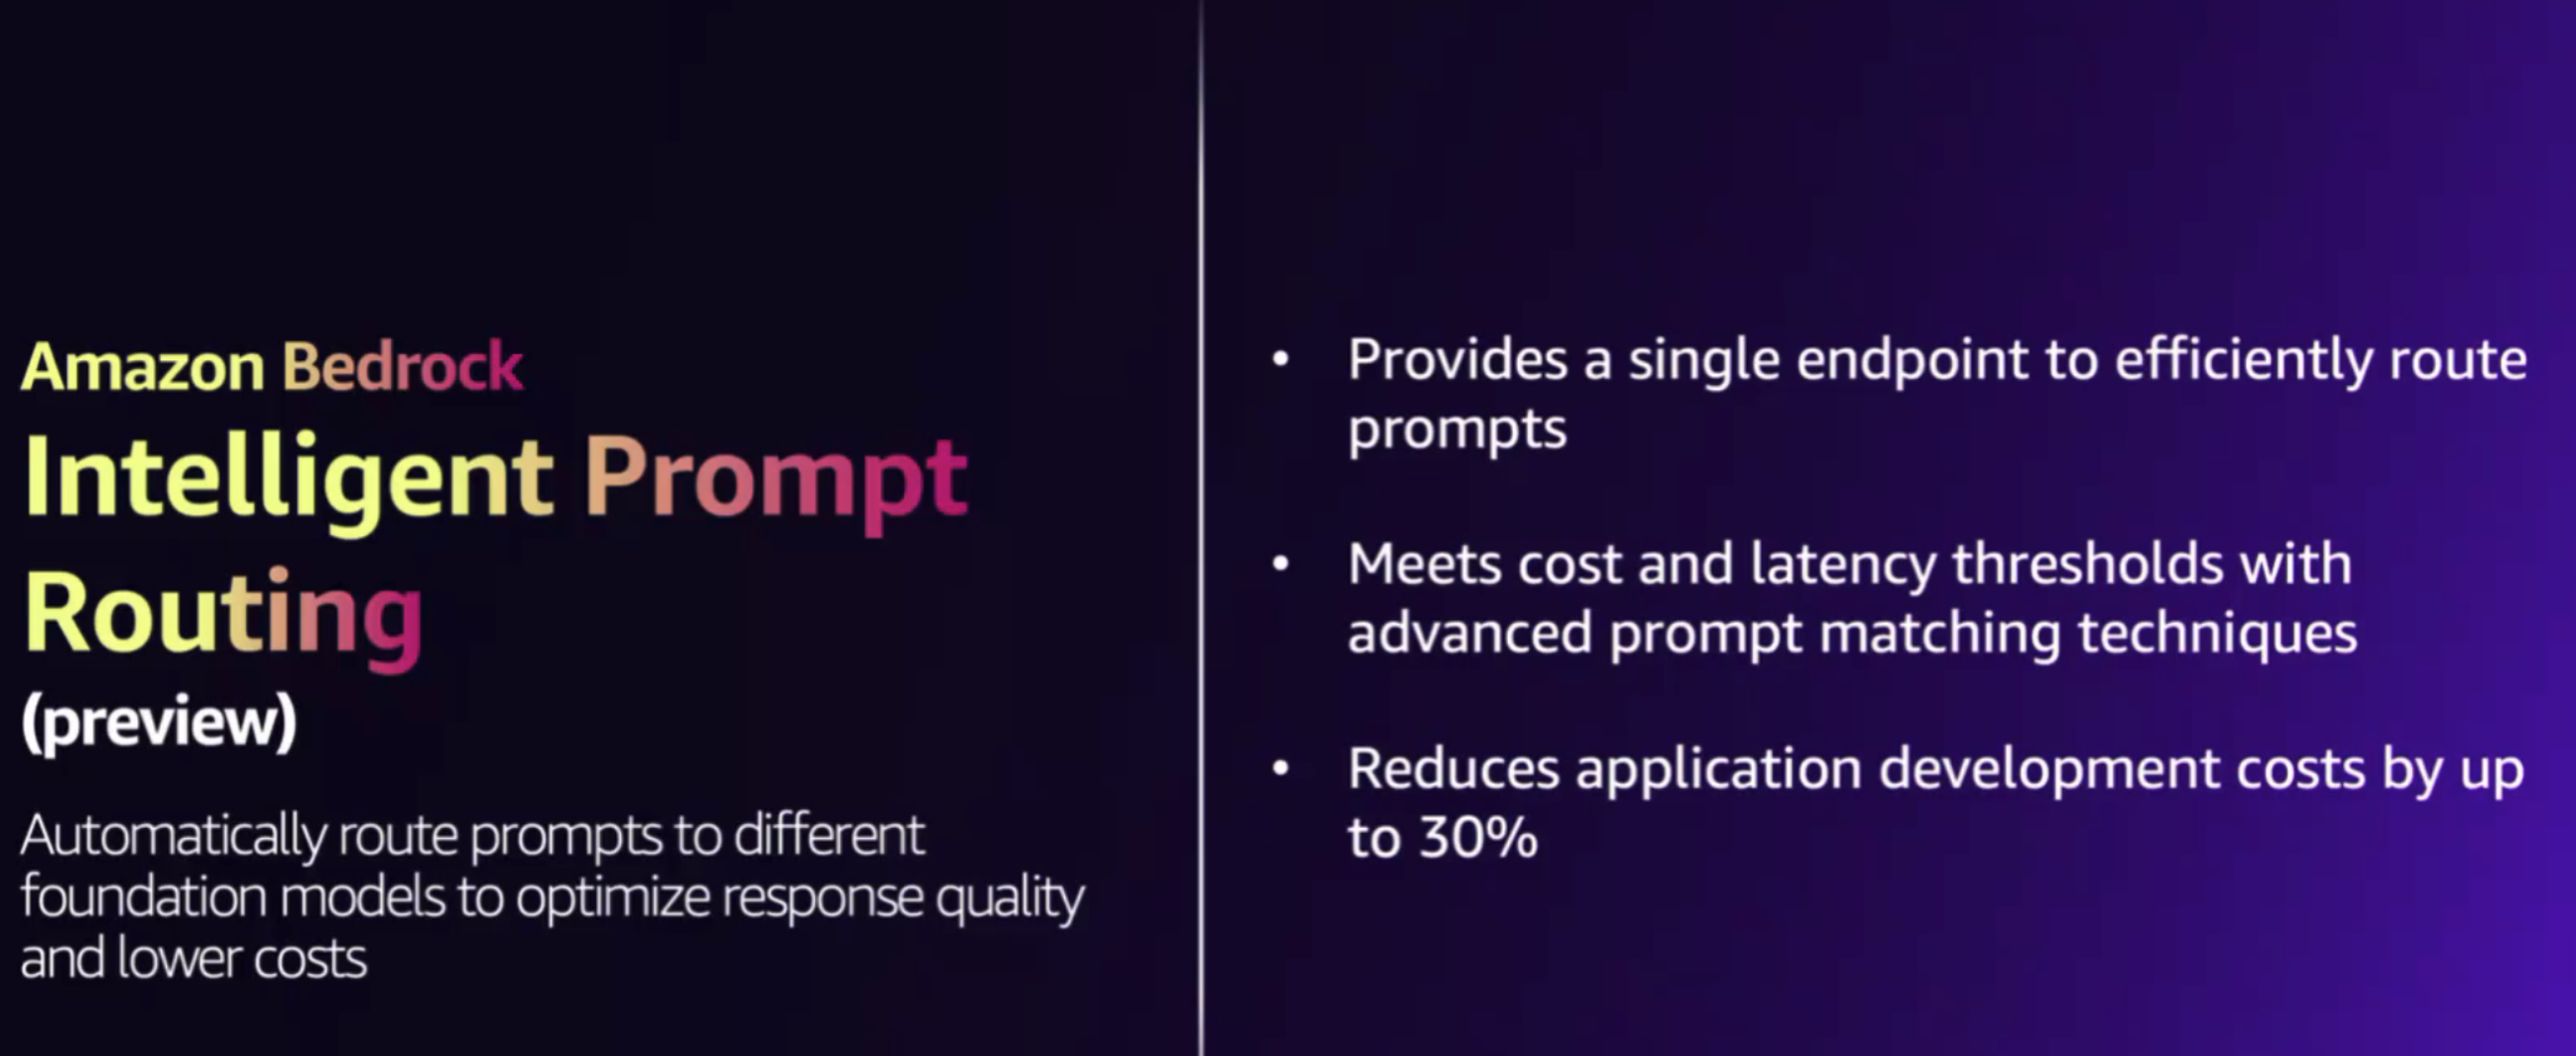 Amazon Bedrock
Intelligent Prompt
Routing
(preview)
Automatically route prompts to different
foundation models to optimize response quality
and lower costs
• Provides a single endpoint to efficiently route
prompts
• Meets cost and latency thresholds with
advanced prompt matching techniques
• Reduces application development costs by up
to 30%